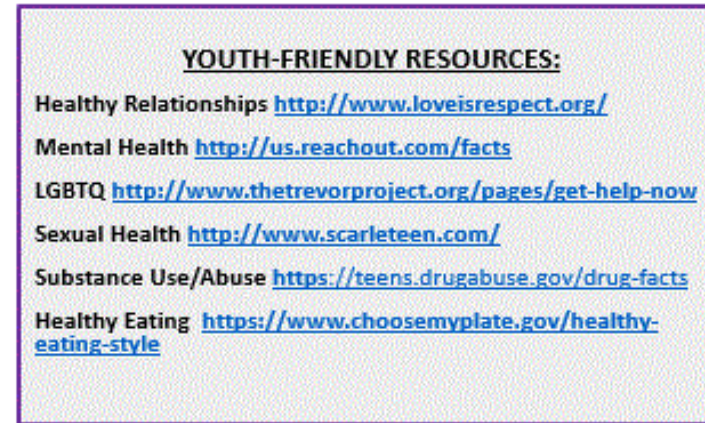 YOUTH-FRIENDLY RESOURCES:
Healthy Relationships http://www.loveisrespect.org/
Mental Health http://us.reachout.com/facts
LGBTQ http://www.thetrevorproject.org/pages/get-help-now
Sexual Health http://www.scarleteen.com/
Substance Use/Abuse https://teens.drugabuse.gov/drug-facts
Healthy Eating https://www.choosemyplate.gov/healthy-
eating-style